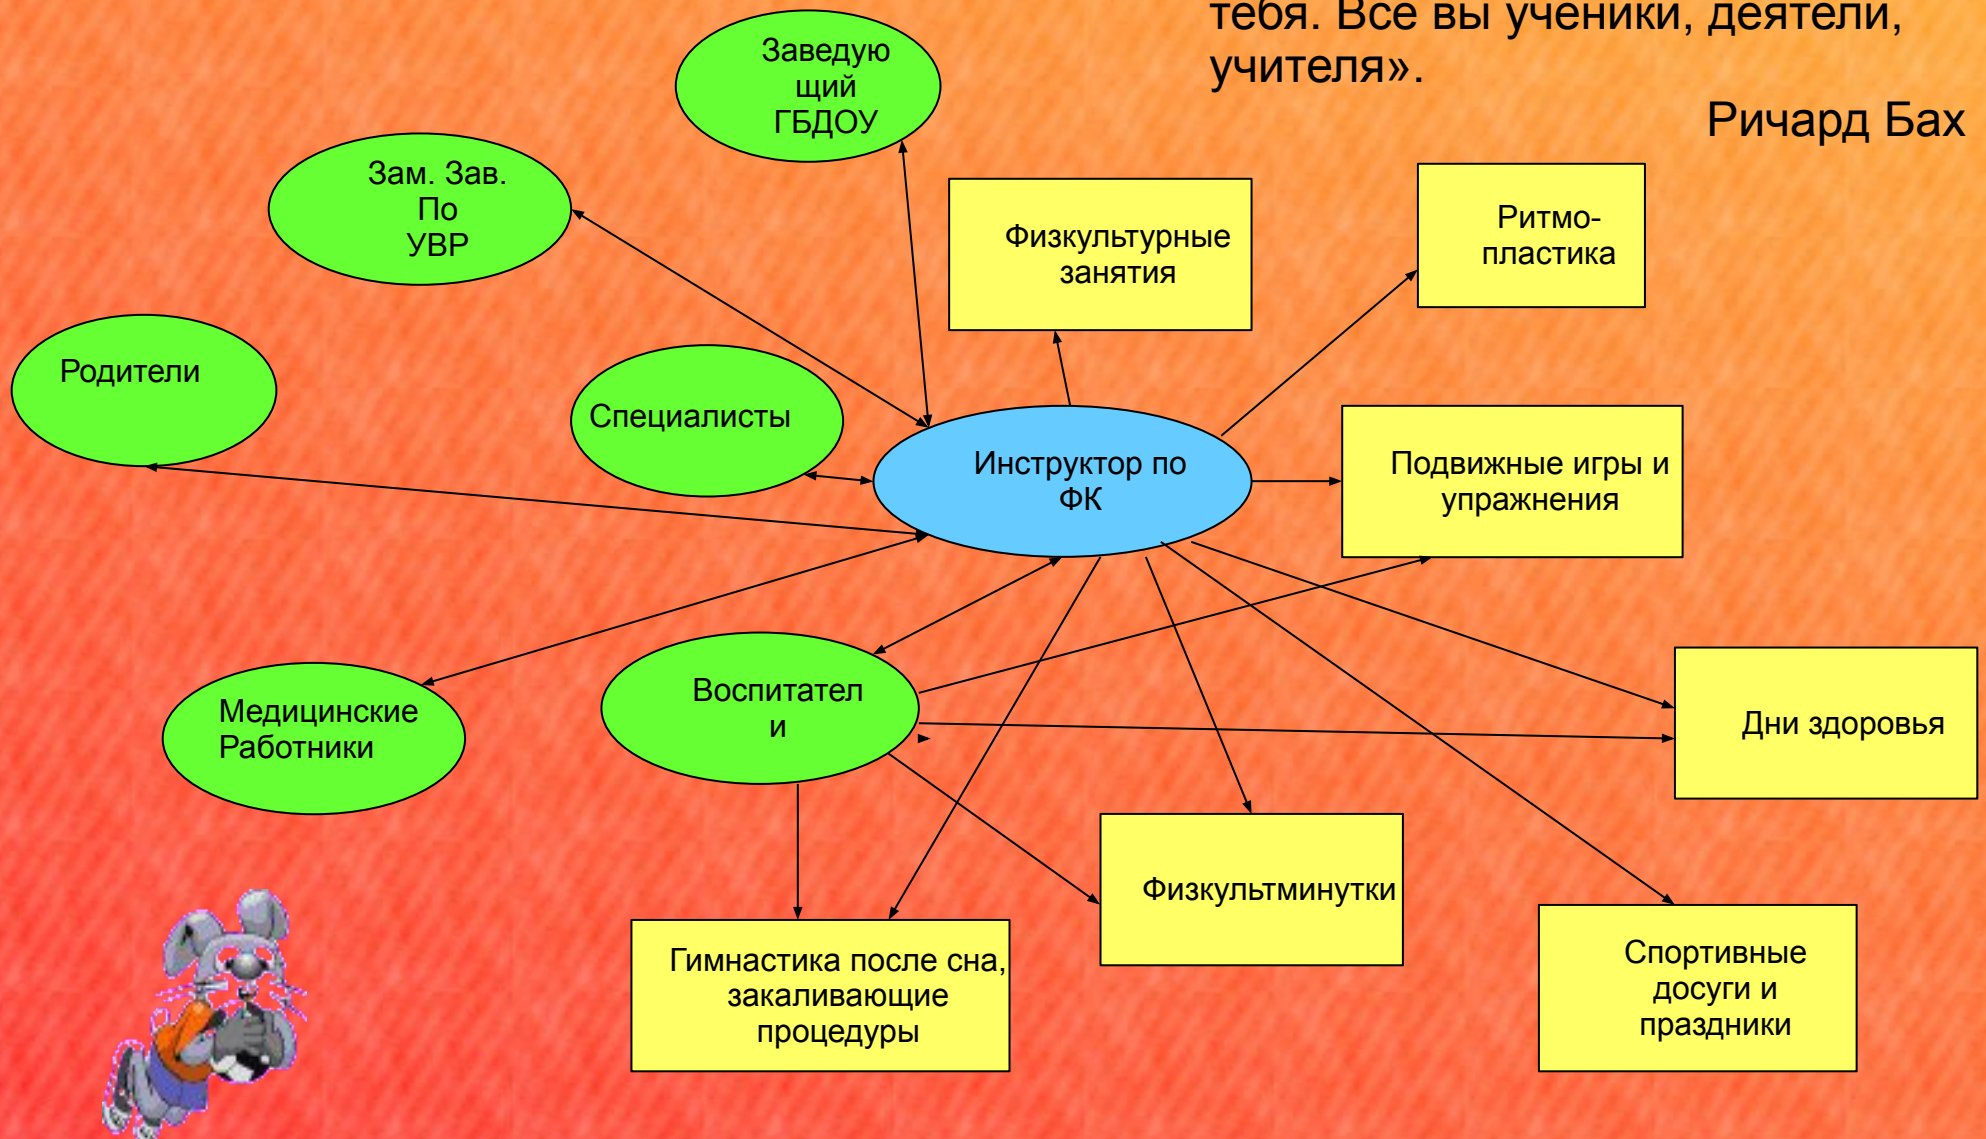 тебя. Все вы ученики, деятели,
учителя».
Ричард Бах
Заведую
щий
ГБДОУ
Зам. Зав.
По
УВР
Физкультурные
занятия
Ритмо-
пластика
Родители
Специалисты
Инструктор по
ФК
Подвижные игры и
упражнения
Медицинские
Работники
Воспитател
и
Дни здоровья
Физкультминутки
Гимнастика после сна,
закаливающие
процедуры
Спортивные
досуги и
праздники